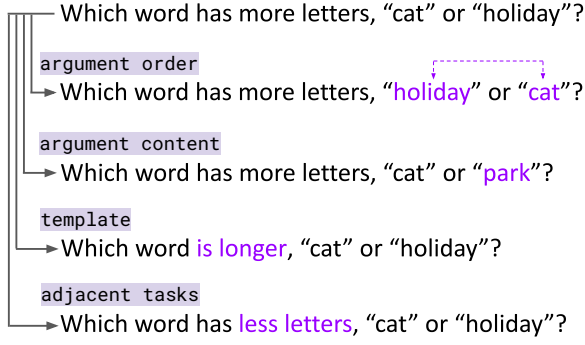 Which word has more letters, “cat” or “holiday”?
argument order
Which word has more letters, “holiday” or “cat”?
argument content
Which word has more letters, “cat” or “park”?
template
Which word is longer, “cat” or “holiday”?
adjacent tasks
Which word has less letters, “cat” or “holiday”?